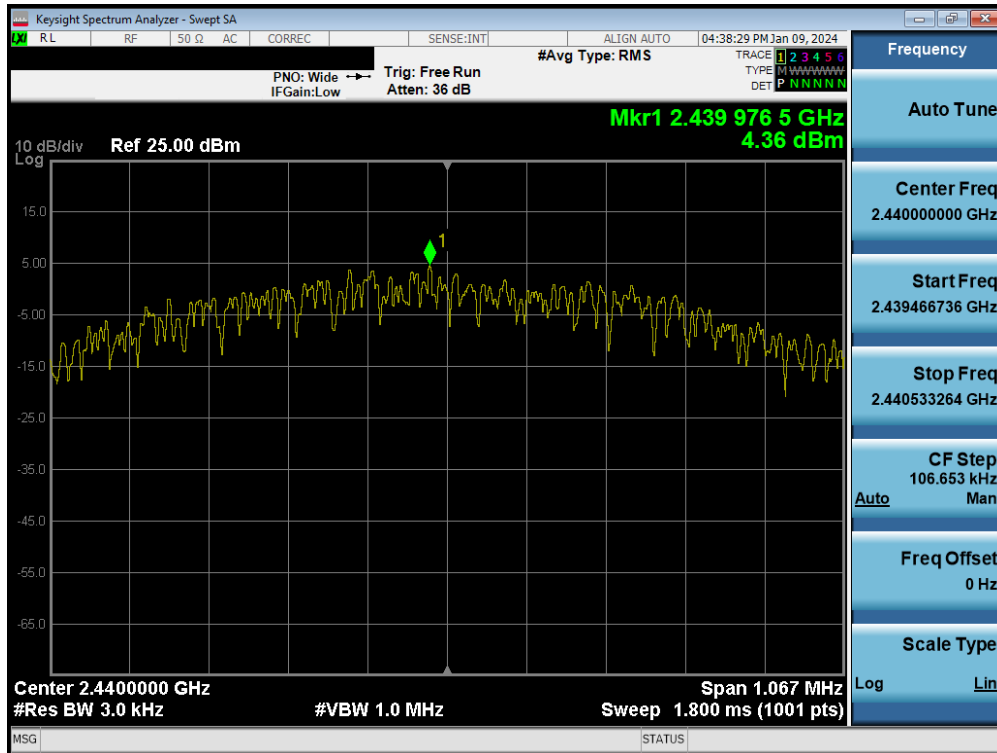 Keysight Spectrum Analyzer - Swept SA
LXI RL RF 50 Ω AC CORREC SENSE:INT ALIGN AUTO 04:38:29 PM Jan 09, 2024
PNO: Wide
IFGain:Low
Trig: Free Run
Atten: 36 dB
#Avg Type: RMS
TRACE 1 2 3 4 5 6
TYPE M WWWWW
DET P N N N N N
Mkr1 2.439 976 5 GHz
4.36 dBm
10 dB/div Ref 25.00 dBm
Log
15.0
1
5.00
-5.00
-15.0
-25.0
-35.0
-45.0
-55.0
-65.0
Center 2.4400000 GHz Span 1.067 MHz
#Res BW 3.0 kHz #VBW 1.0 MHz Sweep 1.800 ms (1001 pts)
MSG STATUS
Frequency
Auto Tune
Center Freq
2.440000000 GHz
Start Freq
2.439466736 GHz
Stop Freq
2.440533264 GHz
CF Step
106.653 kHz
Auto Man
Freq Offset
0 Hz
Scale Type
Log Lin